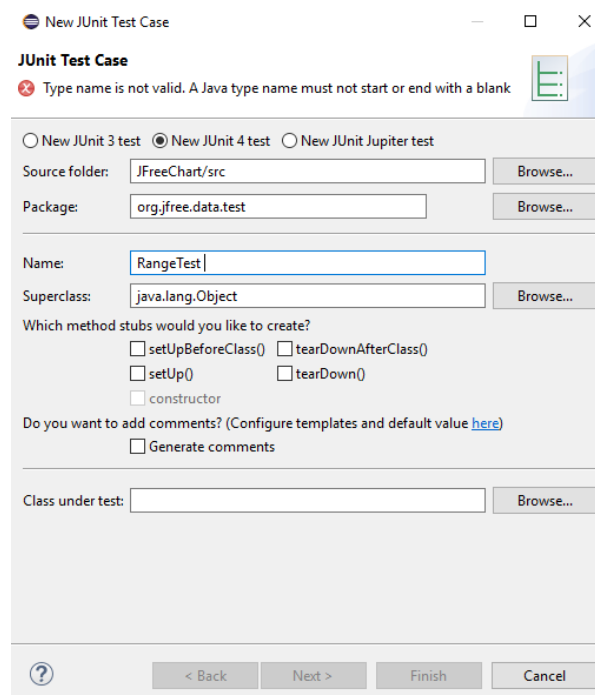 New JUnit Test Case
JUnit Test Case
Type name is not valid. A Java type name must not start or end with a blank
New JUnit 3 test New JUnit 4 test New JUnit Jupiter test
Source folder: JFreeChart/src Browse...
Package: org.jfree.data.test Browse...
Name: RangeTest
Superclass: java.lang.Object Browse...
Which method stubs would you like to create?
setUpBeforeClass() tearDownAfterClass()
setUp() tearDown()
constructor
Do you want to add comments? (Configure templates and default value here)
Generate comments
Class under test: Browse...
? < Back Next > Finish Cancel